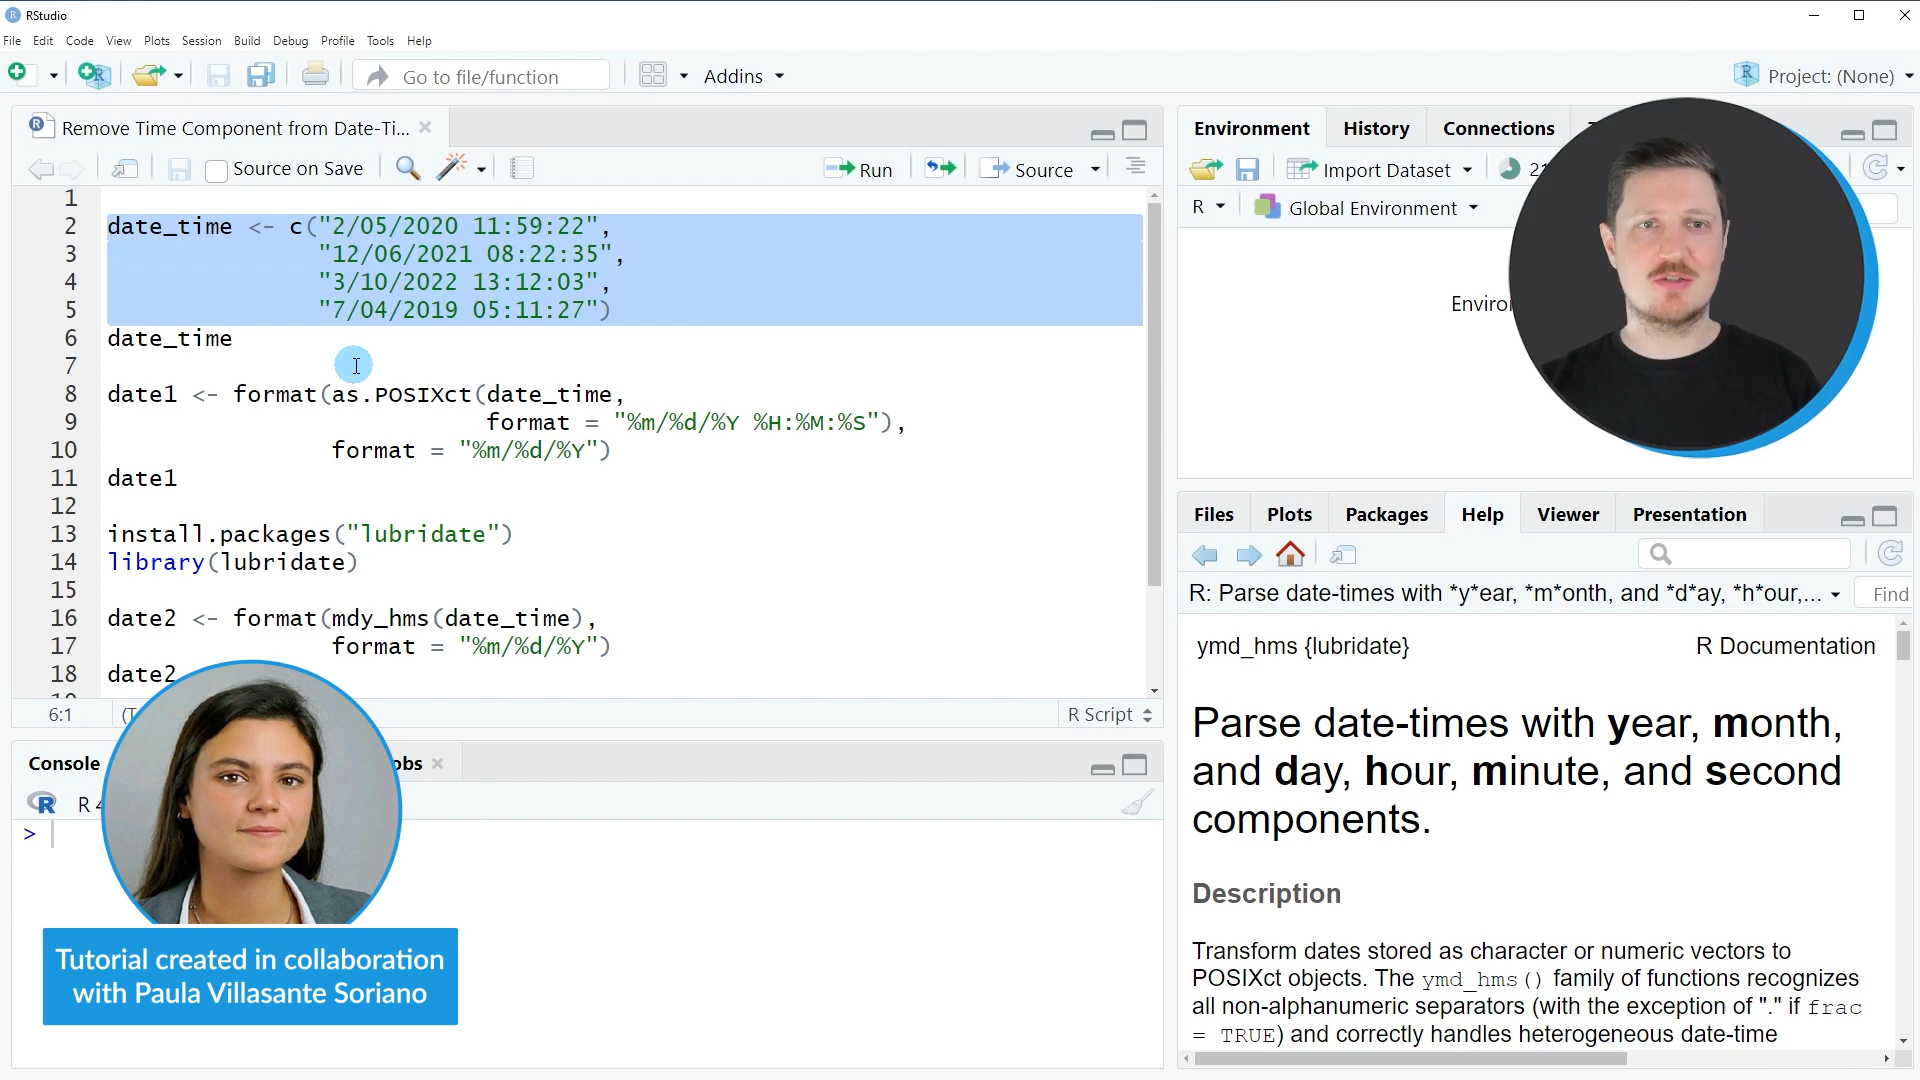 RStudio
File Edit Code View Plots Session Build Debug Profile Tools Help
Go to file/function
Addins
Project: (None)
Remove Time Component from Date-Ti...
Source on Save
Run
Source
1
2 date_time <- c("2/05/2020 11:59:22",
3 "12/06/2021 08:22:35",
4 "3/10/2022 13:12:03",
5 "7/04/2019 05:11:27")
6 date_time
7
8 date1 <- format(as.POSIXct(date_time,
9 format = "%m/%d/%Y %H:%M:%S"),
10 format = "%m/%d/%Y")
11 date1
12
13 install.packages("lubridate")
14 library(lubridate)
15
16 date2 <- format(mdy_hms(date_time),
17 format = "%m/%d/%Y")
18 date2
6:1
R Script
Console
R 4
>
Tutorial created in collaboration
with Paula Villasante Soriano
Environment History Connections
Import Dataset
R Global Environment
Files Plots Packages Help Viewer Presentation
R: Parse date-times with *y*ear, *m*onth, and *d*ay, *h*our,...
Find
ymd_hms {lubridate} R Documentation
Parse date-times with year, month,
and day, hour, minute, and second
components.
Description
Transform dates stored as character or numeric vectors to
POSIXct objects. The ymd_hms() family of functions recognizes
all non-alphanumeric separators (with the exception of "." if frac
= TRUE) and correctly handles heterogeneous date-time